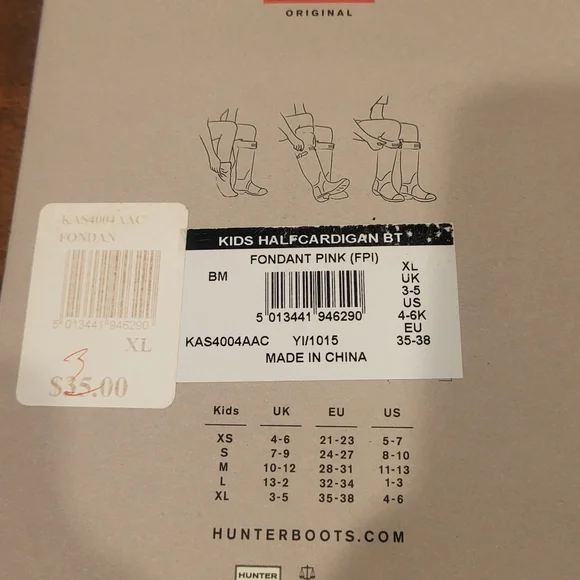 ORIGINAL
KAS4004AAC
FONDAN
5 013441 946290
XL
3
$35.00
KIDS HALFCARDIGAN BT
FONDANT PINK (FPI)
BM
5 013441 946290
KAS4004AAC YI/1015
MADE IN CHINA
XL
UK
3-5
US
4-6K
EU
35-38
Kids UK EU US
XS 4-6 21-23 5-7
S 7-9 24-27 8-10
M 10-12 28-31 11-13
L 13-2 32-34 1-3
XL 3-5 35-38 4-6
HUNTERBOOTS.COM
HUNTER